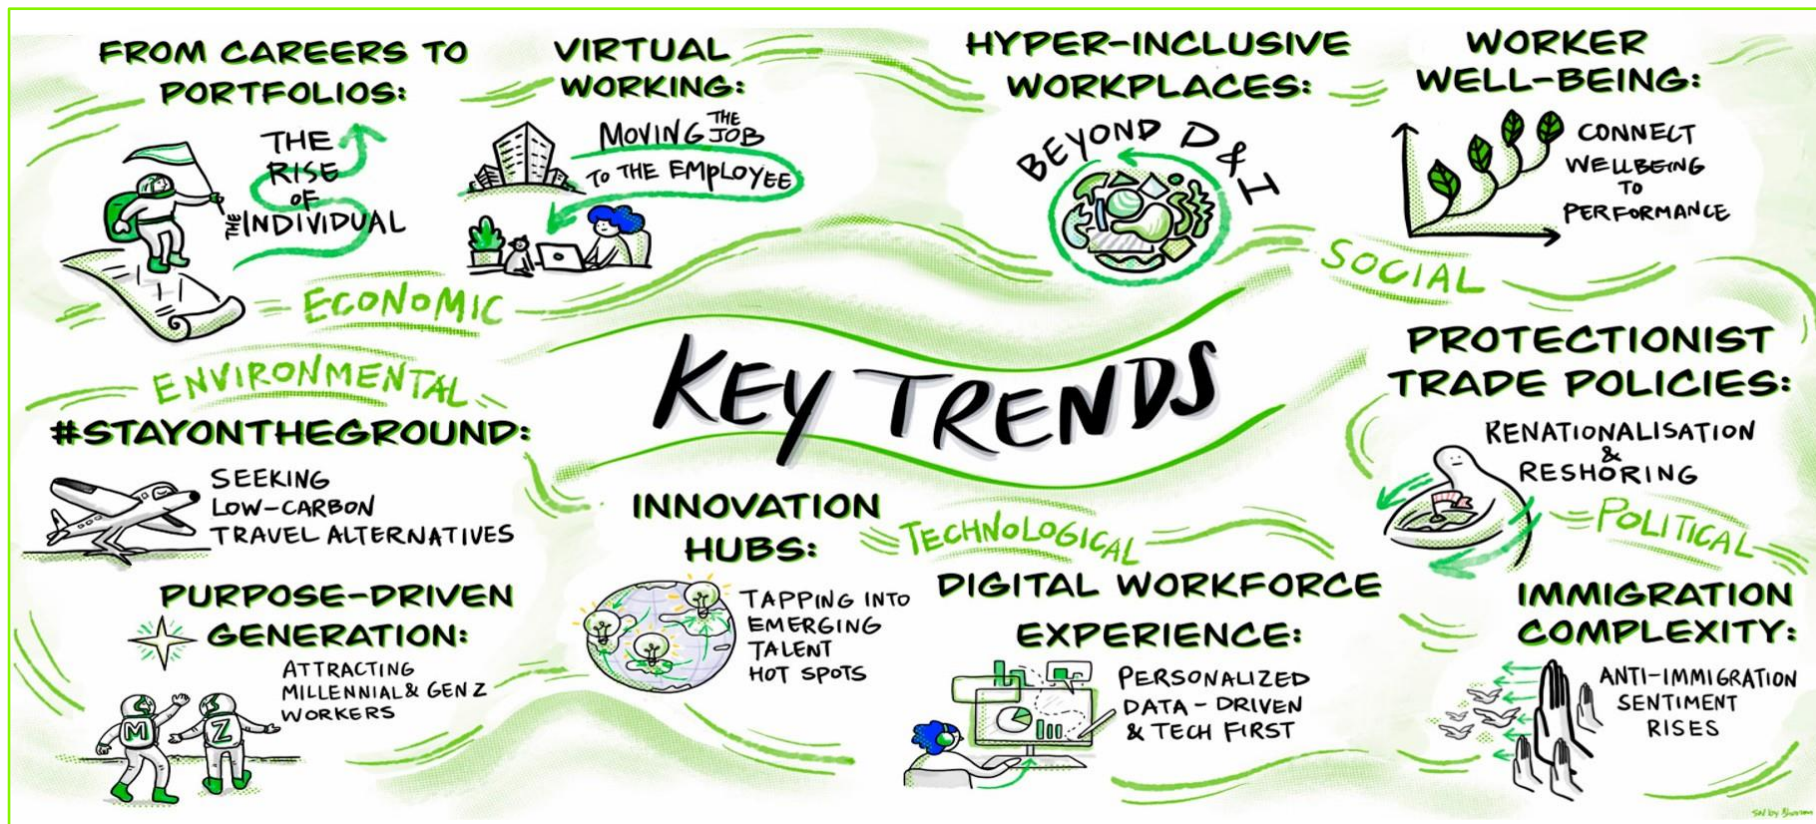 FROM CAREERS TO
PORTFOLIOS:
THE
RISE
OF
THE INDIVIDUAL
VIRTUAL
WORKING:
MOVING THE JOB
TO THE EMPLOYEE
ECONOMIC
HYPER-INCLUSIVE
WORKPLACES:
BEYOND D & I
WORKER
WELL-BEING:
CONNECT
WELLBEING
TO
PERFORMANCE
SOCIAL
KEY TRENDS
ENVIRONMENTAL
#STAYONTHEGROUND:
SEEKING
LOW-CARBON
TRAVEL ALTERNATIVES
PURPOSE-DRIVEN
GENERATION:
ATTRACTING
MILLENNIAL & GEN Z
WORKERS
M
Z
INNOVATION
HUBS:
TAPPING INTO
EMERGING
TALENT
HOT SPOTS
TECHNOLOGICAL
DIGITAL WORKFORCE
EXPERIENCE:
PERSONALIZED
DATA-DRIVEN
& TECH FIRST
PROTECTIONIST
TRADE POLICIES:
RENATIONALISATION
&
RESHORING
POLITICAL
IMMIGRATION
COMPLEXITY:
ANTI-IMMIGRATION
SENTIMENT
RISES